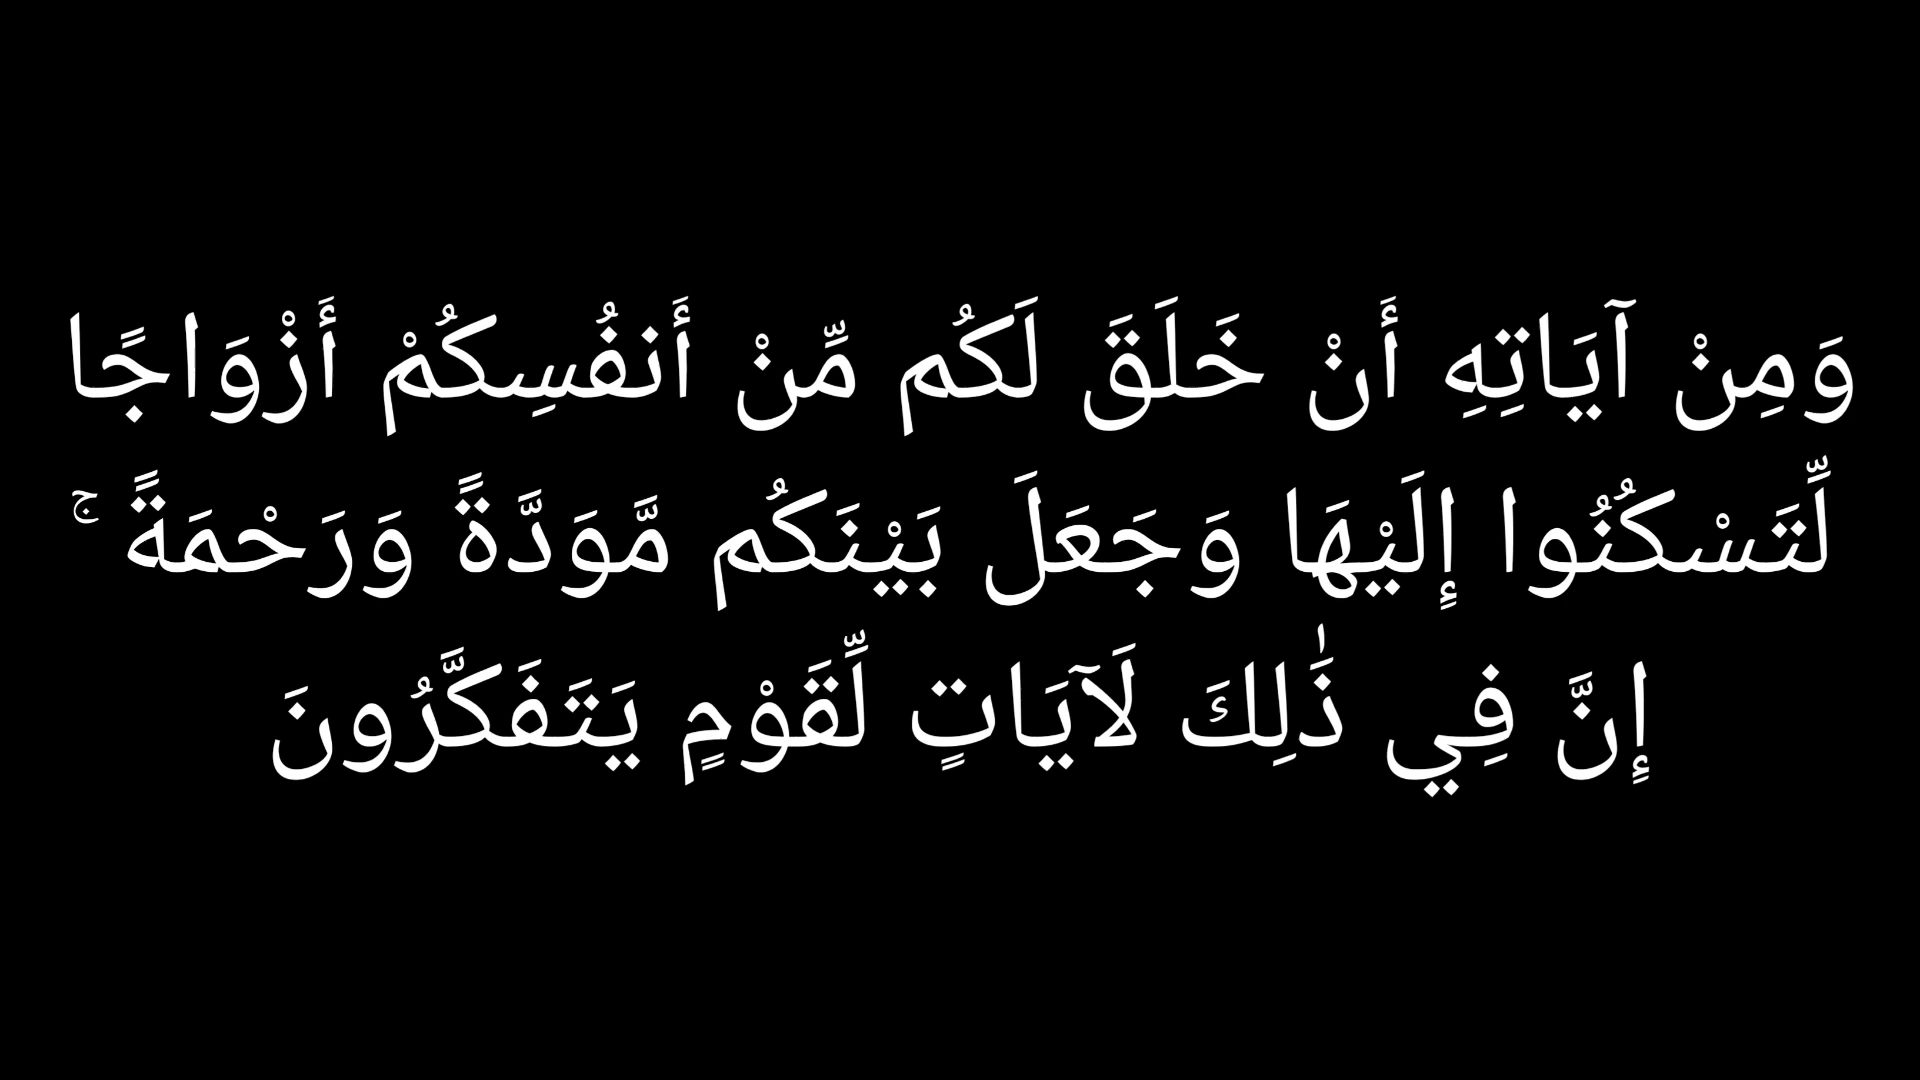 وَمِنْ آيَاتِهِ أَنْ خَلَقَ لَكُم مِّنْ أَنفُسِكُمْ أَزْوَاجًا
لِّتَسْكُنُوا إِلَيْهَا وَجَعَلَ بَيْنَكُم مَّوَدَّةً وَرَحْمَةً ۚ
إِنَّ فِي ذَٰلِكَ لَآيَاتٍ لِّقَوْمٍ يَتَفَكَّرُونَ